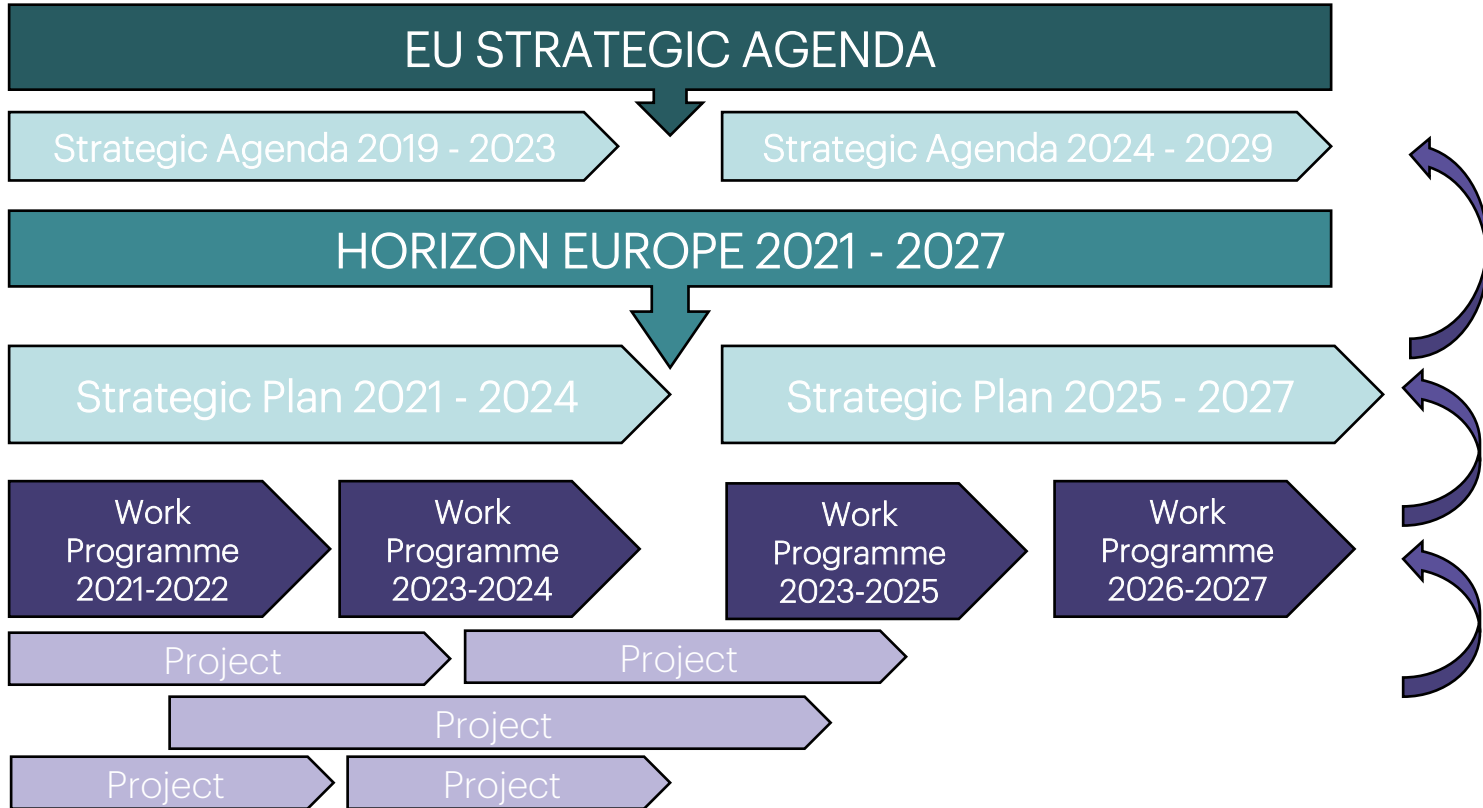 EU STRATEGIC AGENDA
Strategic Agenda 2019 - 2023
Strategic Agenda 2024 - 2029
HORIZON EUROPE 2021 - 2027
Strategic Plan 2021 - 2024
Strategic Plan 2025 - 2027
Work
Programme
2021-2022
Work
Programme
2023-2024
Work
Programme
2023-2025
Work
Programme
2026-2027
Project
Project
Project
Project
Project